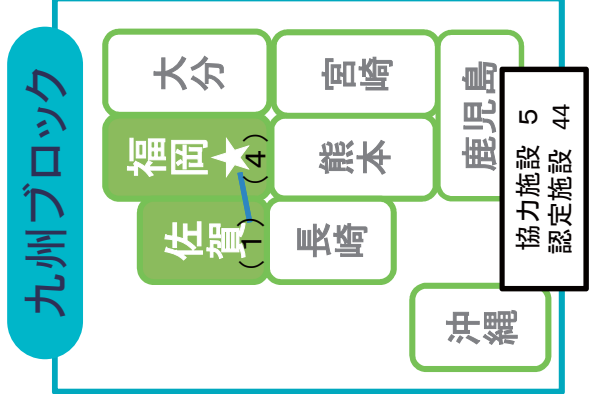 九州ブロック
佐賀
(1)
福岡★
(4)
大分
長崎
熊本
宮崎
鹿児島
沖縄
協力施設 5
認定施設 44